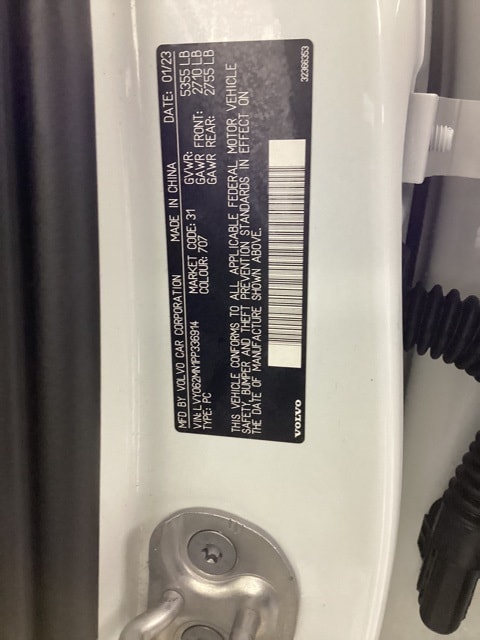 MFD BY VOLVO CAR CORPORATION MADE IN CHINA DATE: 01/23
VIN: LVY062MN1PP336914
TYPE: PC
MARKET CODE: 31
COLOUR: 707
GVWR: 5355 LB
GAWR FRONT: 2710 LB
GAWR REAR: 2755 LB
THIS VEHICLE CONFORMS TO ALL APPLICABLE FEDERAL MOTOR VEHICLE
SAFETY, BUMPER AND THEFT PREVENTION STANDARDS IN EFFECT ON
THE DATE OF MANUFACTURE SHOWN ABOVE.
VOLVO
32366353